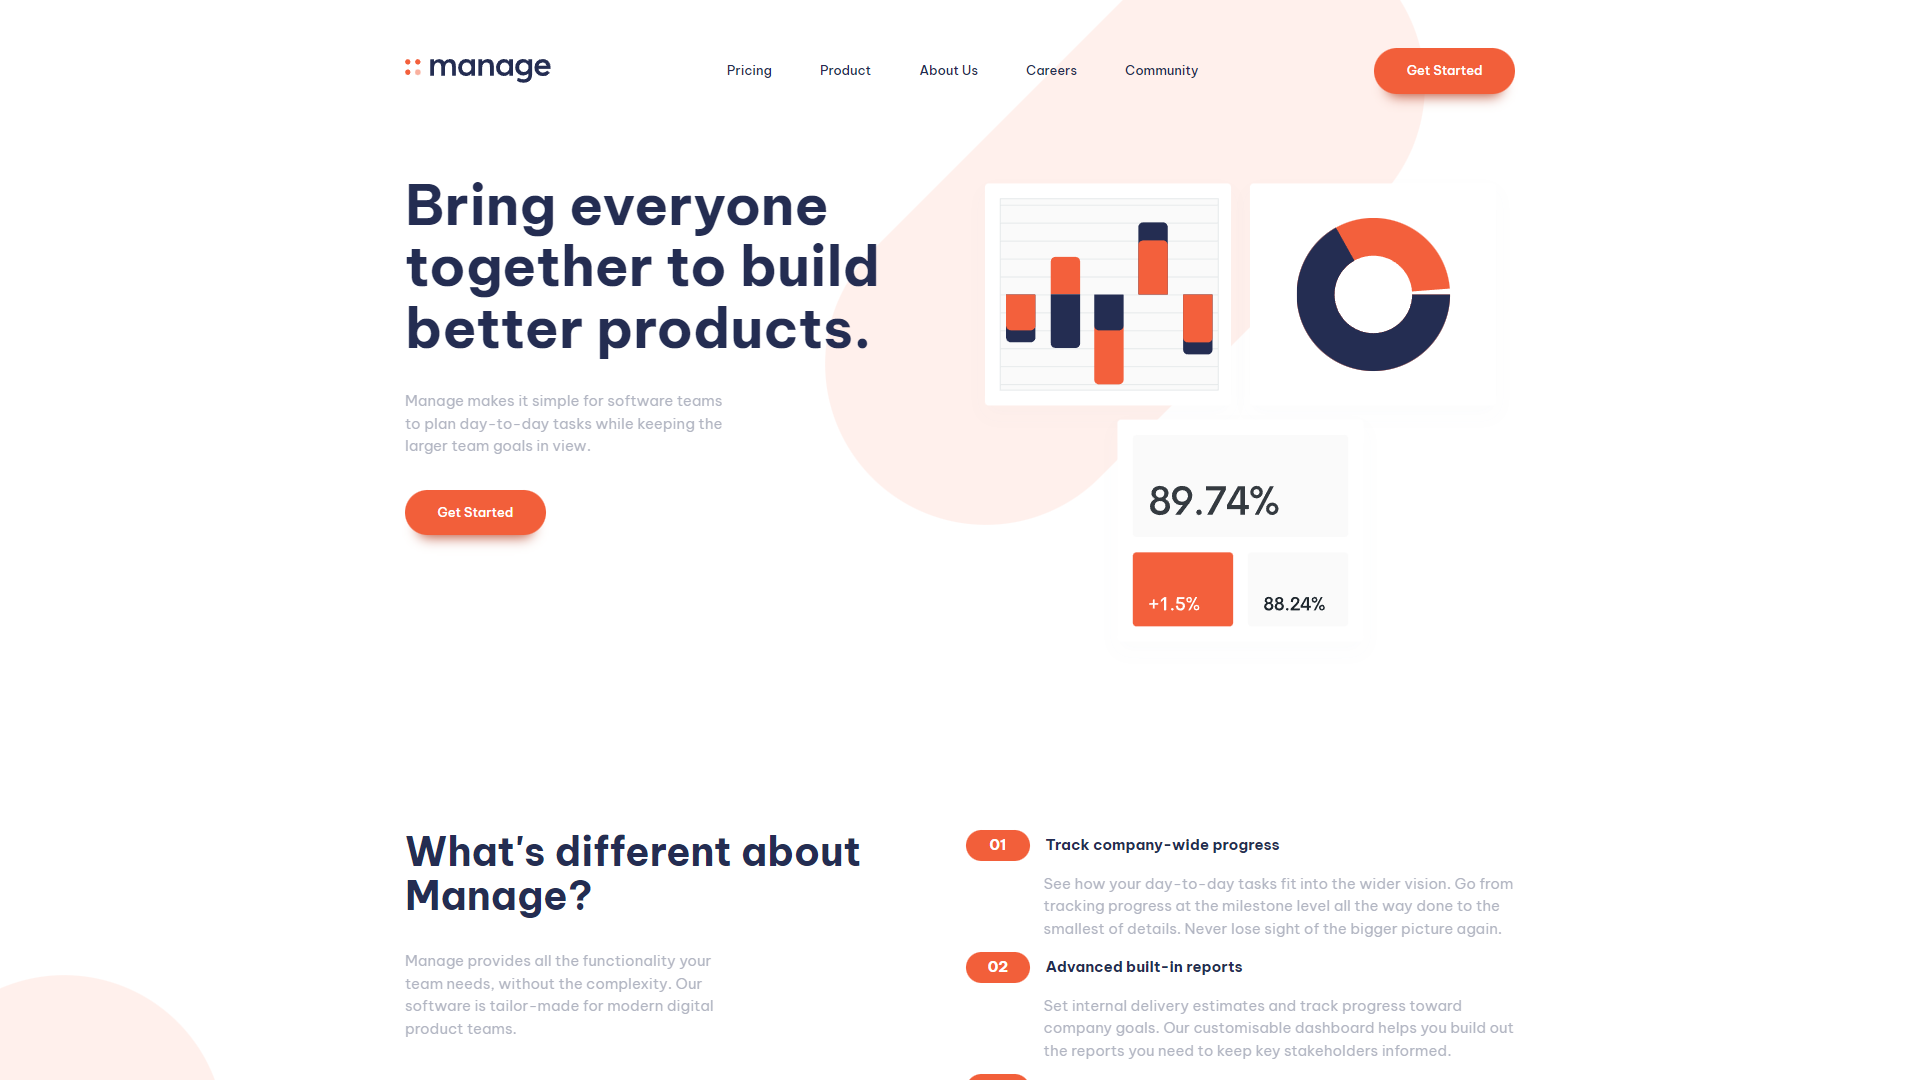 manage
Pricing
Product
About Us
Careers
Community
Get Started
Bring everyone
together to build
better products.
Manage makes it simple for software teams
to plan day-to-day tasks while keeping the
larger team goals in view.
Get Started
89.74%
+1.5%
88.24%
What's different about
Manage?
Manage provides all the functionality your
team needs, without the complexity. Our
software is tailor-made for modern digital
product teams.
01
Track company-wide progress
See how your day-to-day tasks fit into the wider vision. Go from
tracking progress at the milestone level all the way done to the
smallest of details. Never lose sight of the bigger picture again.
02
Advanced built-in reports
Set internal delivery estimates and track progress toward
company goals. Our customisable dashboard helps you build out
the reports you need to keep key stakeholders informed.